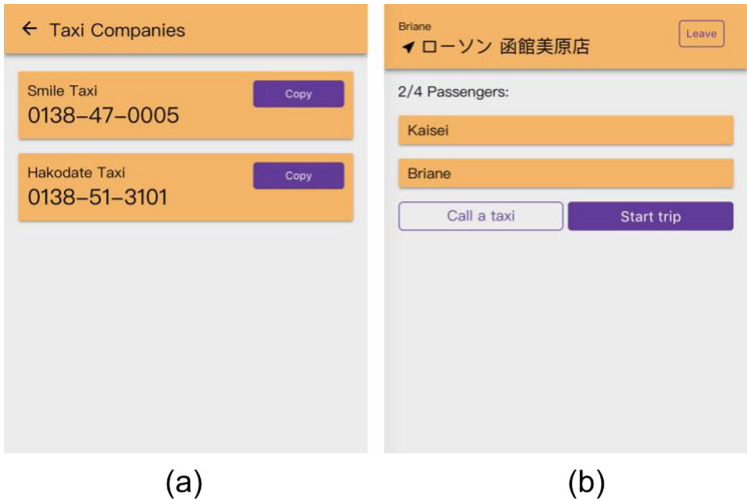 Taxi Companies
Smile Taxi
Copy
0138-47-0005
Hakodate Taxi
Copy
0138-51-3101
(a)
Briane
ローソン 函館美原店
Leave
2/4 Passengers:
Kaisei
Briane
Call a taxi
Start trip
(b)